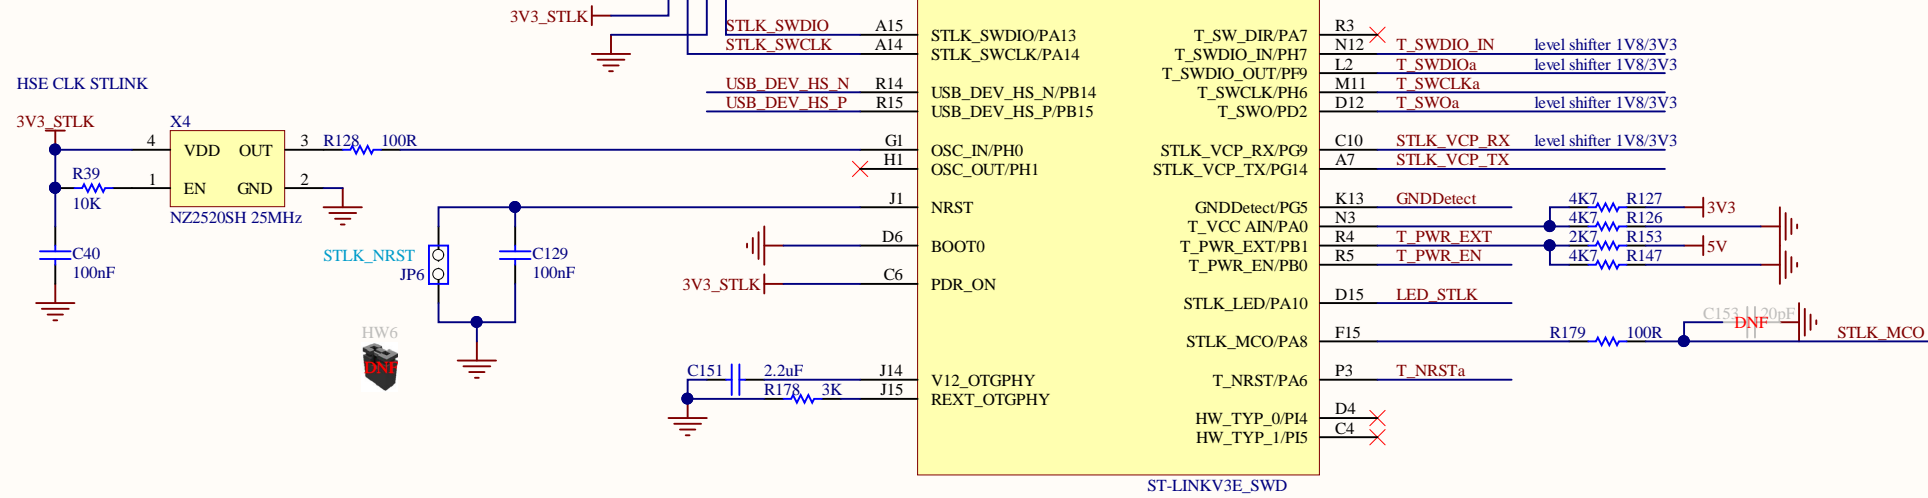 3V3_STLK
STLK_SWDIO A15 STLK_SWDIO/PA13 T_SW_DIR/PA7 R3
STLK_SWCLK A14 STLK_SWCLK/PA14 T_SWDIO_IN/PH7 N12 T_SWDIO_IN level shifter 1V8/3V3
T_SWDIO_OUT/PF9 L2 T_SWDIOa level shifter 1V8/3V3
HSE CLK STLINK
USB_DEV_HS_N R14 USB_DEV_HS_N/PB14 T_SWCLK/PH6 M11 T_SWCLKa
USB_DEV_HS_P R15 USB_DEV_HS_P/PB15 T_SWO/PD2 D12 T_SWOa level shifter 1V8/3V3
3V3_STLK X4
4 VDD OUT 3 R128 100R G1 OSC_IN/PH0 STLK_VCP_RX/PG9 C10 STLK_VCP_RX level shifter 1V8/3V3
H1 OSC_OUT/PH1 STLK_VCP_TX/PG14 A7 STLK_VCP_TX
R39 1 EN GND 2
10K
J1 NRST GNDDetect/PG5 K13 GNDDetect 4K7 R127 3V3
NZ2520SH 25MHz
T_VCC AIN/PA0 N3 4K7 R126
D6 BOOT0 T_PWR_EXT/PB1 R4 T_PWR_EXT 2K7 R153 5V
C40 STLK_NRST C129
T_PWR_EN/PB0 R5 T_PWR_EN 4K7 R147
100nF JP6 100nF
3V3_STLK C6 PDR_ON
STLK_LED/PA10 D15 LED_STLK
C153 20pF
DNF
HW6
DNF
STLK_MCO/PA8 F15 R179 100R STLK_MCO
C151 2.2uF J14 V12_OTGPHY T_NRST/PA6 P3 T_NRSTa
R178 3K J15 REXT_OTGPHY
HW_TYP_0/PI4 D4
HW_TYP_1/PI5 C4
ST-LINKV3E_SWD